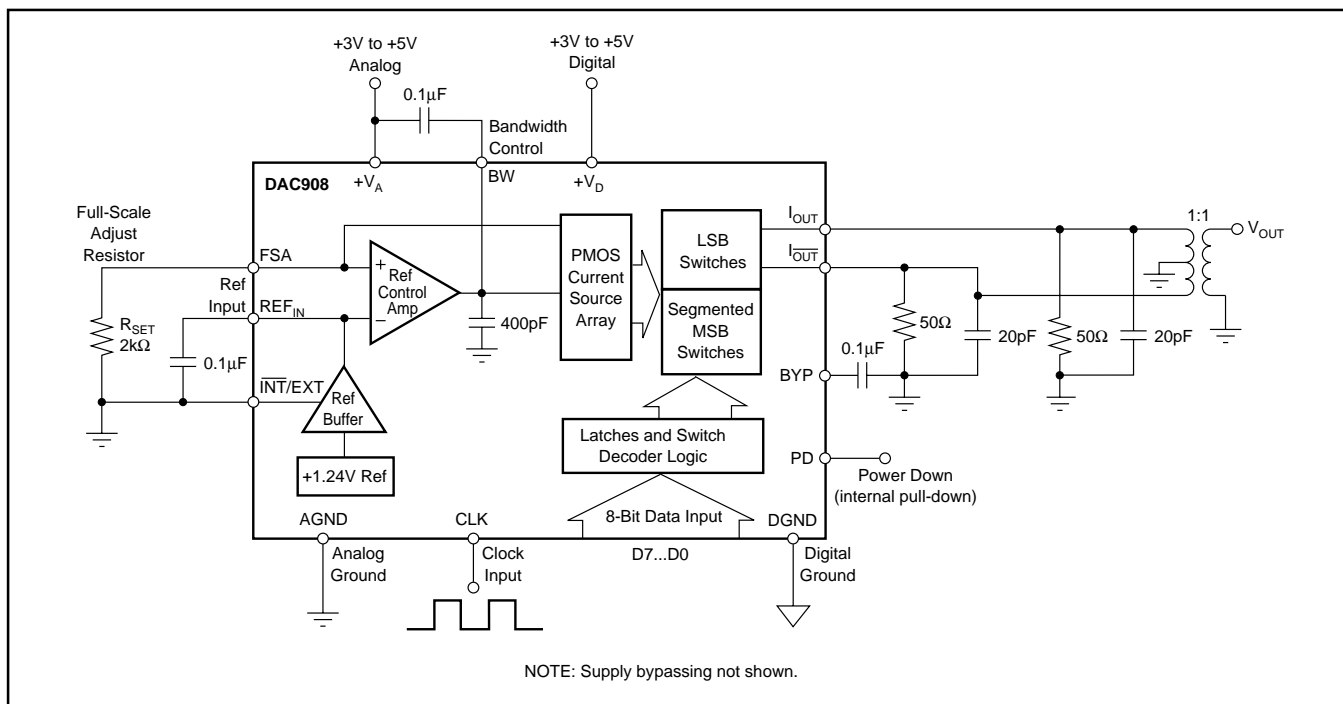 +3V to +5V
Analog
+3V to +5V
Digital
0.1µF
Bandwidth
Control
DAC908
+VA
BW
+VD
Full-Scale
Adjust
Resistor
FSA
Ref
Input
REFIN
RSET
2kΩ
0.1µF
INT/EXT
+
Ref
Control
Amp
–
400pF
Ref
Buffer
+1.24V Ref
PMOS
Current
Source
Array
LSB
Switches
Segmented
MSB
Switches
Latches and Switch
Decoder Logic
8-Bit Data Input
D7...D0
IOUT
IOUT
1:1
VOUT
50Ω
20pF
50Ω
20pF
0.1µF
BYP
PD
Power Down
(internal pull-down)
AGND
Analog
Ground
CLK
Clock
Input
DGND
Digital
Ground
NOTE: Supply bypassing not shown.